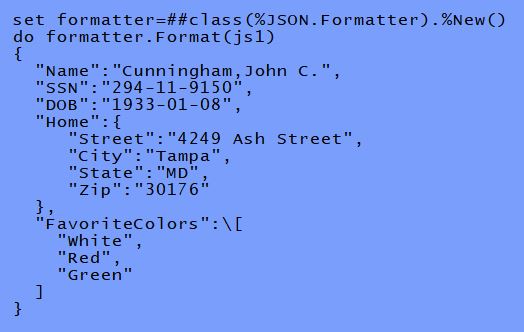 set formatter=##class(%JSON.Formatter).%New()
do formatter.Format(js1)
{
  "Name":"Cunningham,John C.",
  "SSN":"294-11-9150",
  "DOB":"1933-01-08",
  "Home":{
     "Street":"4249 Ash Street",
     "City":"Tampa",
     "State":"MD",
     "Zip":"30176"
  },
  "FavoriteColors":\[
    "White",
    "Red",
    "Green"
  ]
}